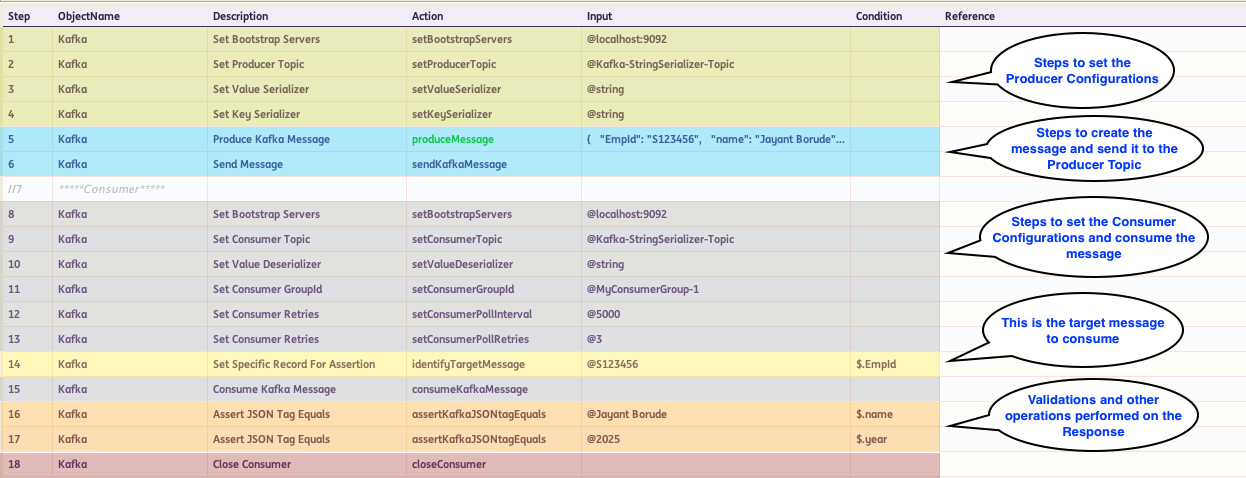 Step ObjectName Description Action Input Condition Reference
1 Kafka Set Bootstrap Servers setBootstrapServers @localhost:9092
2 Kafka Set Producer Topic setProducerTopic @Kafka-StringSerializer-Topic
3 Kafka Set Value Serializer setValueSerializer @string
4 Kafka Set Key Serializer setKeySerializer @string
5 Kafka Produce Kafka Message produceMessage { "EmpId": "S123456", "name": "Jayant Borude"...
6 Kafka Send Message sendKafkaMessage
//7 *****Consumer*****
8 Kafka Set Bootstrap Servers setBootstrapServers @localhost:9092
9 Kafka Set Consumer Topic setConsumerTopic @Kafka-StringSerializer-Topic
10 Kafka Set Value Deserializer setValueDeserializer @string
11 Kafka Set Consumer GroupId setConsumerGroupId @MyConsumerGroup-1
12 Kafka Set Consumer Retries setConsumerPollInterval @5000
13 Kafka Set Consumer Retries setConsumerPollRetries @3
14 Kafka Set Specific Record For Assertion identifyTargetMessage @S123456 $.EmpId
15 Kafka Consume Kafka Message consumeKafkaMessage
16 Kafka Assert JSON Tag Equals assertKafkaJSONtagEquals @Jayant Borude $.name
17 Kafka Assert JSON Tag Equals assertKafkaJSONtagEquals @2025 $.year
18 Kafka Close Consumer closeConsumer
Steps to set the
Producer Configurations
Steps to create the
message and send it to the
Producer Topic
Steps to set the Consumer
Configurations and consume the
message
This is the target message
to consume
Validations and other
operations performed on the
Response